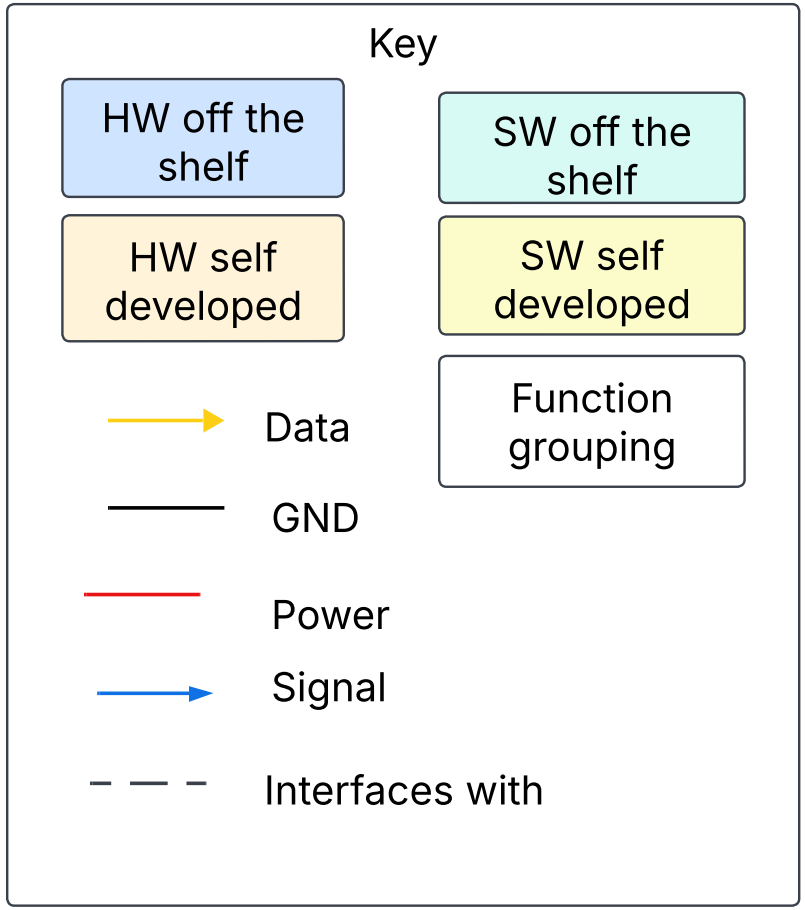 Key
HW off the
shelf
SW off the
shelf
HW self
developed
SW self
developed
Function
grouping
Data
GND
Power
Signal
Interfaces with